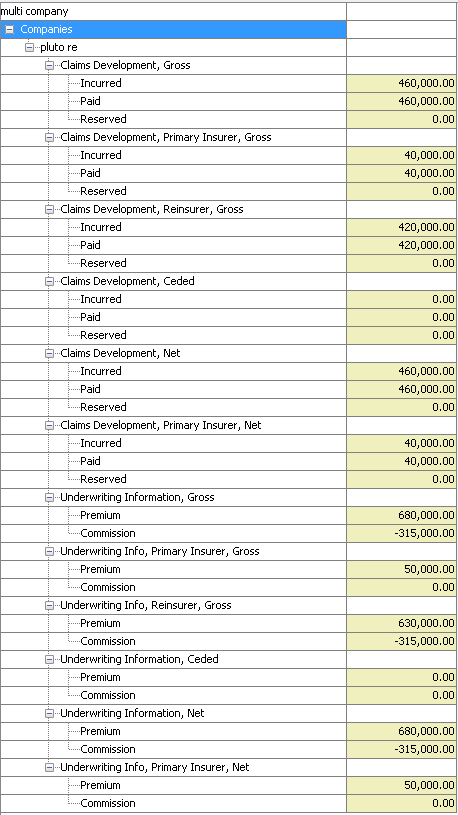 multi company
Companies
pluto re
Claims Development, Gross
Incurred 460,000.00
Paid 460,000.00
Reserved 0.00
Claims Development, Primary Insurer, Gross
Incurred 40,000.00
Paid 40,000.00
Reserved 0.00
Claims Development, Reinsurer, Gross
Incurred 420,000.00
Paid 420,000.00
Reserved 0.00
Claims Development, Ceded
Incurred 0.00
Paid 0.00
Reserved 0.00
Claims Development, Net
Incurred 460,000.00
Paid 460,000.00
Reserved 0.00
Claims Development, Primary Insurer, Net
Incurred 40,000.00
Paid 40,000.00
Reserved 0.00
Underwriting Information, Gross
Premium 680,000.00
Commission -315,000.00
Underwriting Info, Primary Insurer, Gross
Premium 50,000.00
Commission 0.00
Underwriting Info, Reinsurer, Gross
Premium 630,000.00
Commission -315,000.00
Underwriting Information, Ceded
Premium 0.00
Commission 0.00
Underwriting Information, Net
Premium 680,000.00
Commission -315,000.00
Underwriting Info, Primary Insurer, Net
Premium 50,000.00
Commission 0.00